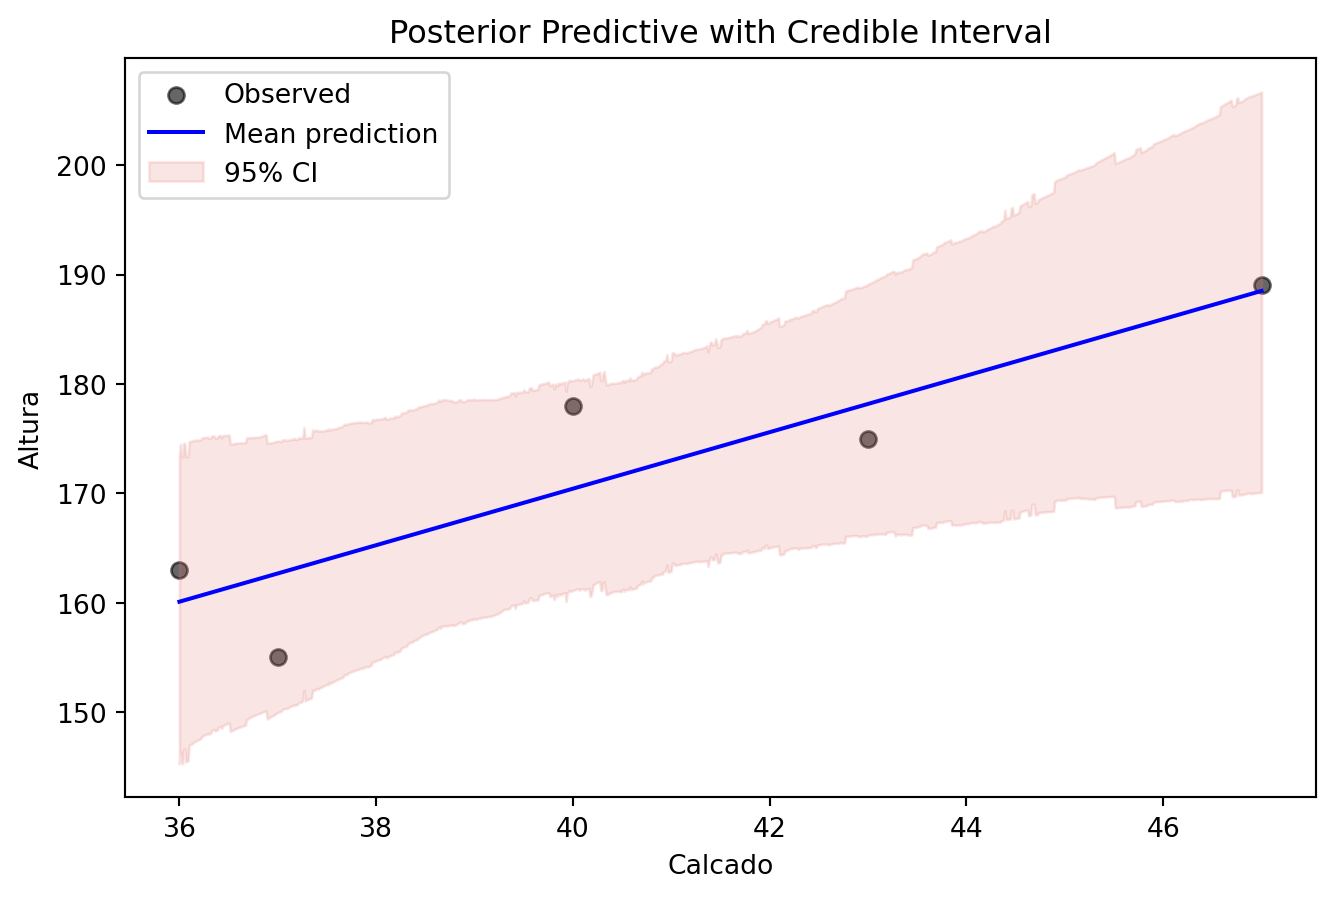 Posterior Predictive with Credible Interval
Observed
Mean prediction
95% CI
200
190
180
170
160
150
Altura
36
38
40
42
44
46
Calcado